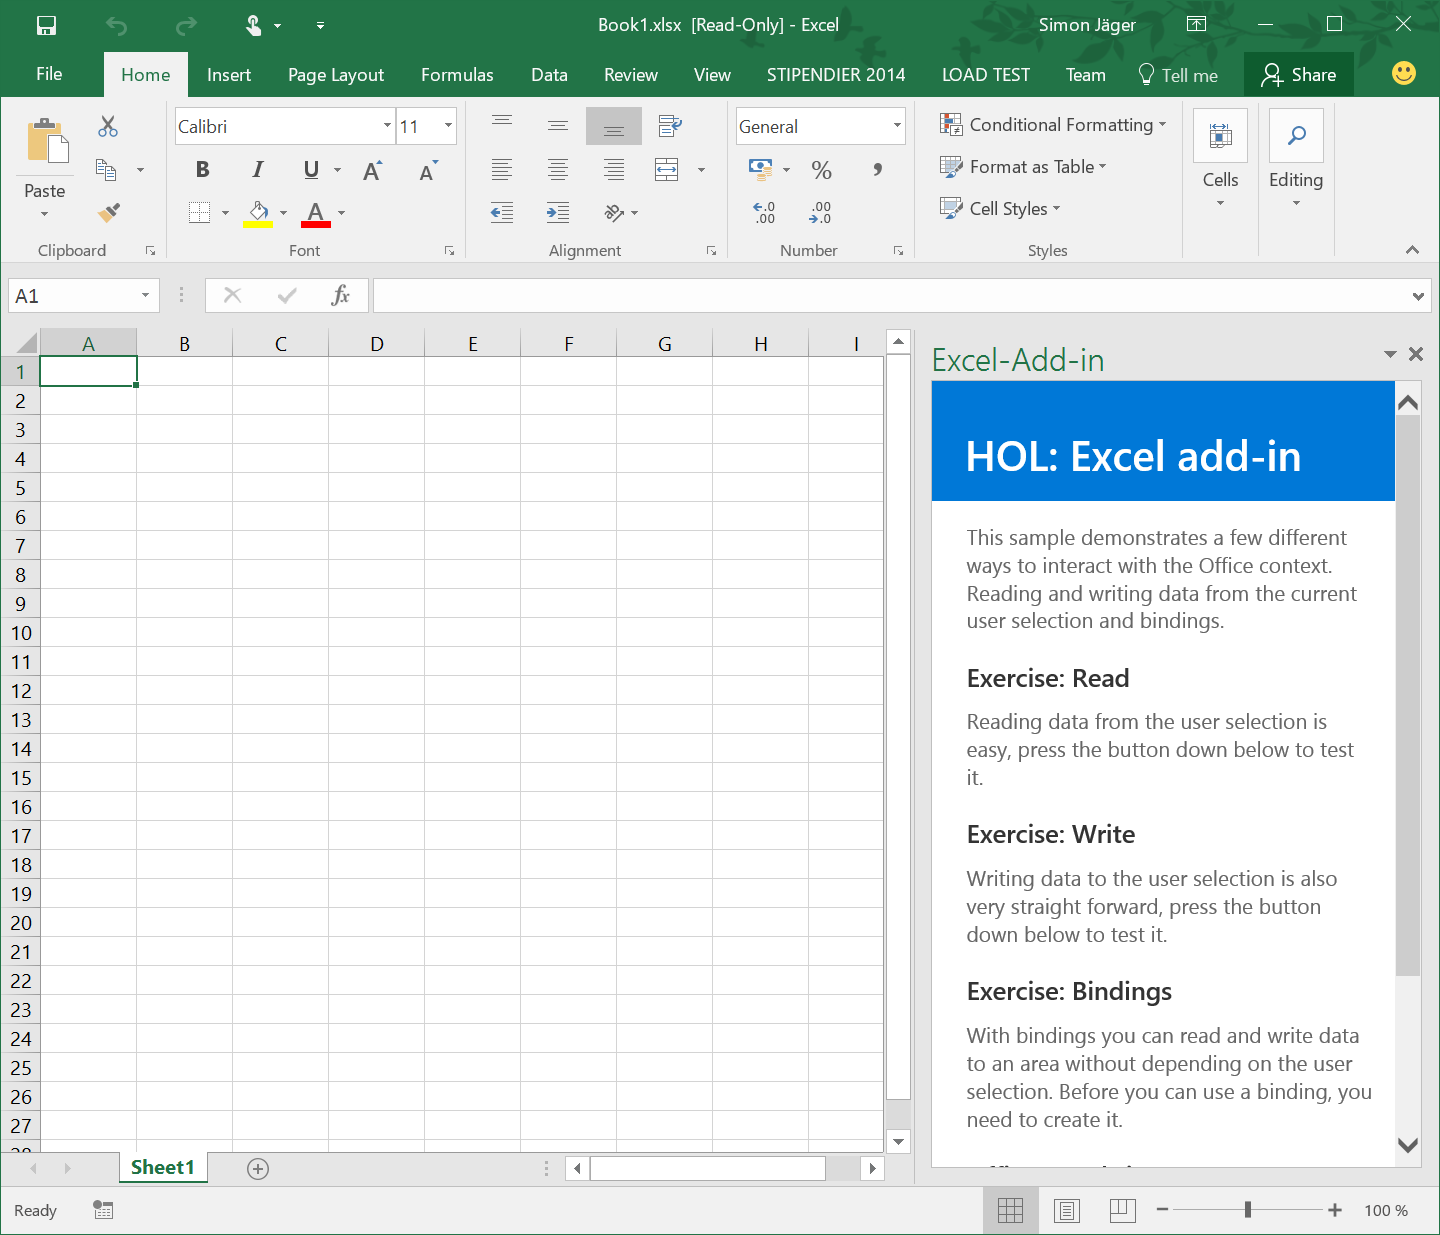 Book1.xlsx [Read-Only] - Excel
Simon Jäger
File Home Insert Page Layout Formulas Data Review View STIPENDIER 2014 LOAD TEST Team Tell me Share
Calibri 11 General Conditional Formatting
B I U A A % , Format as Table
Paste Cells Editing
A ←.0 .00 .00 →.0 Cell Styles
Clipboard Font Alignment Number Styles
A1 fx
A B C D E F G H I
1
2
3
4
5
6
7
8
9
10
11
12
13
14
15
16
17
18
19
20
21
22
23
24
25
26
27
Excel-Add-in
HOL: Excel add-in
This sample demonstrates a few different
ways to interact with the Office context.
Reading and writing data from the current
user selection and bindings.
Exercise: Read
Reading data from the user selection is
easy, press the button down below to test
it.
Exercise: Write
Writing data to the user selection is also
very straight forward, press the button
down below to test it.
Exercise: Bindings
With bindings you can read and write data
to an area without depending on the user
selection. Before you can use a binding, you
need to create it.
Sheet1
Ready 100 %